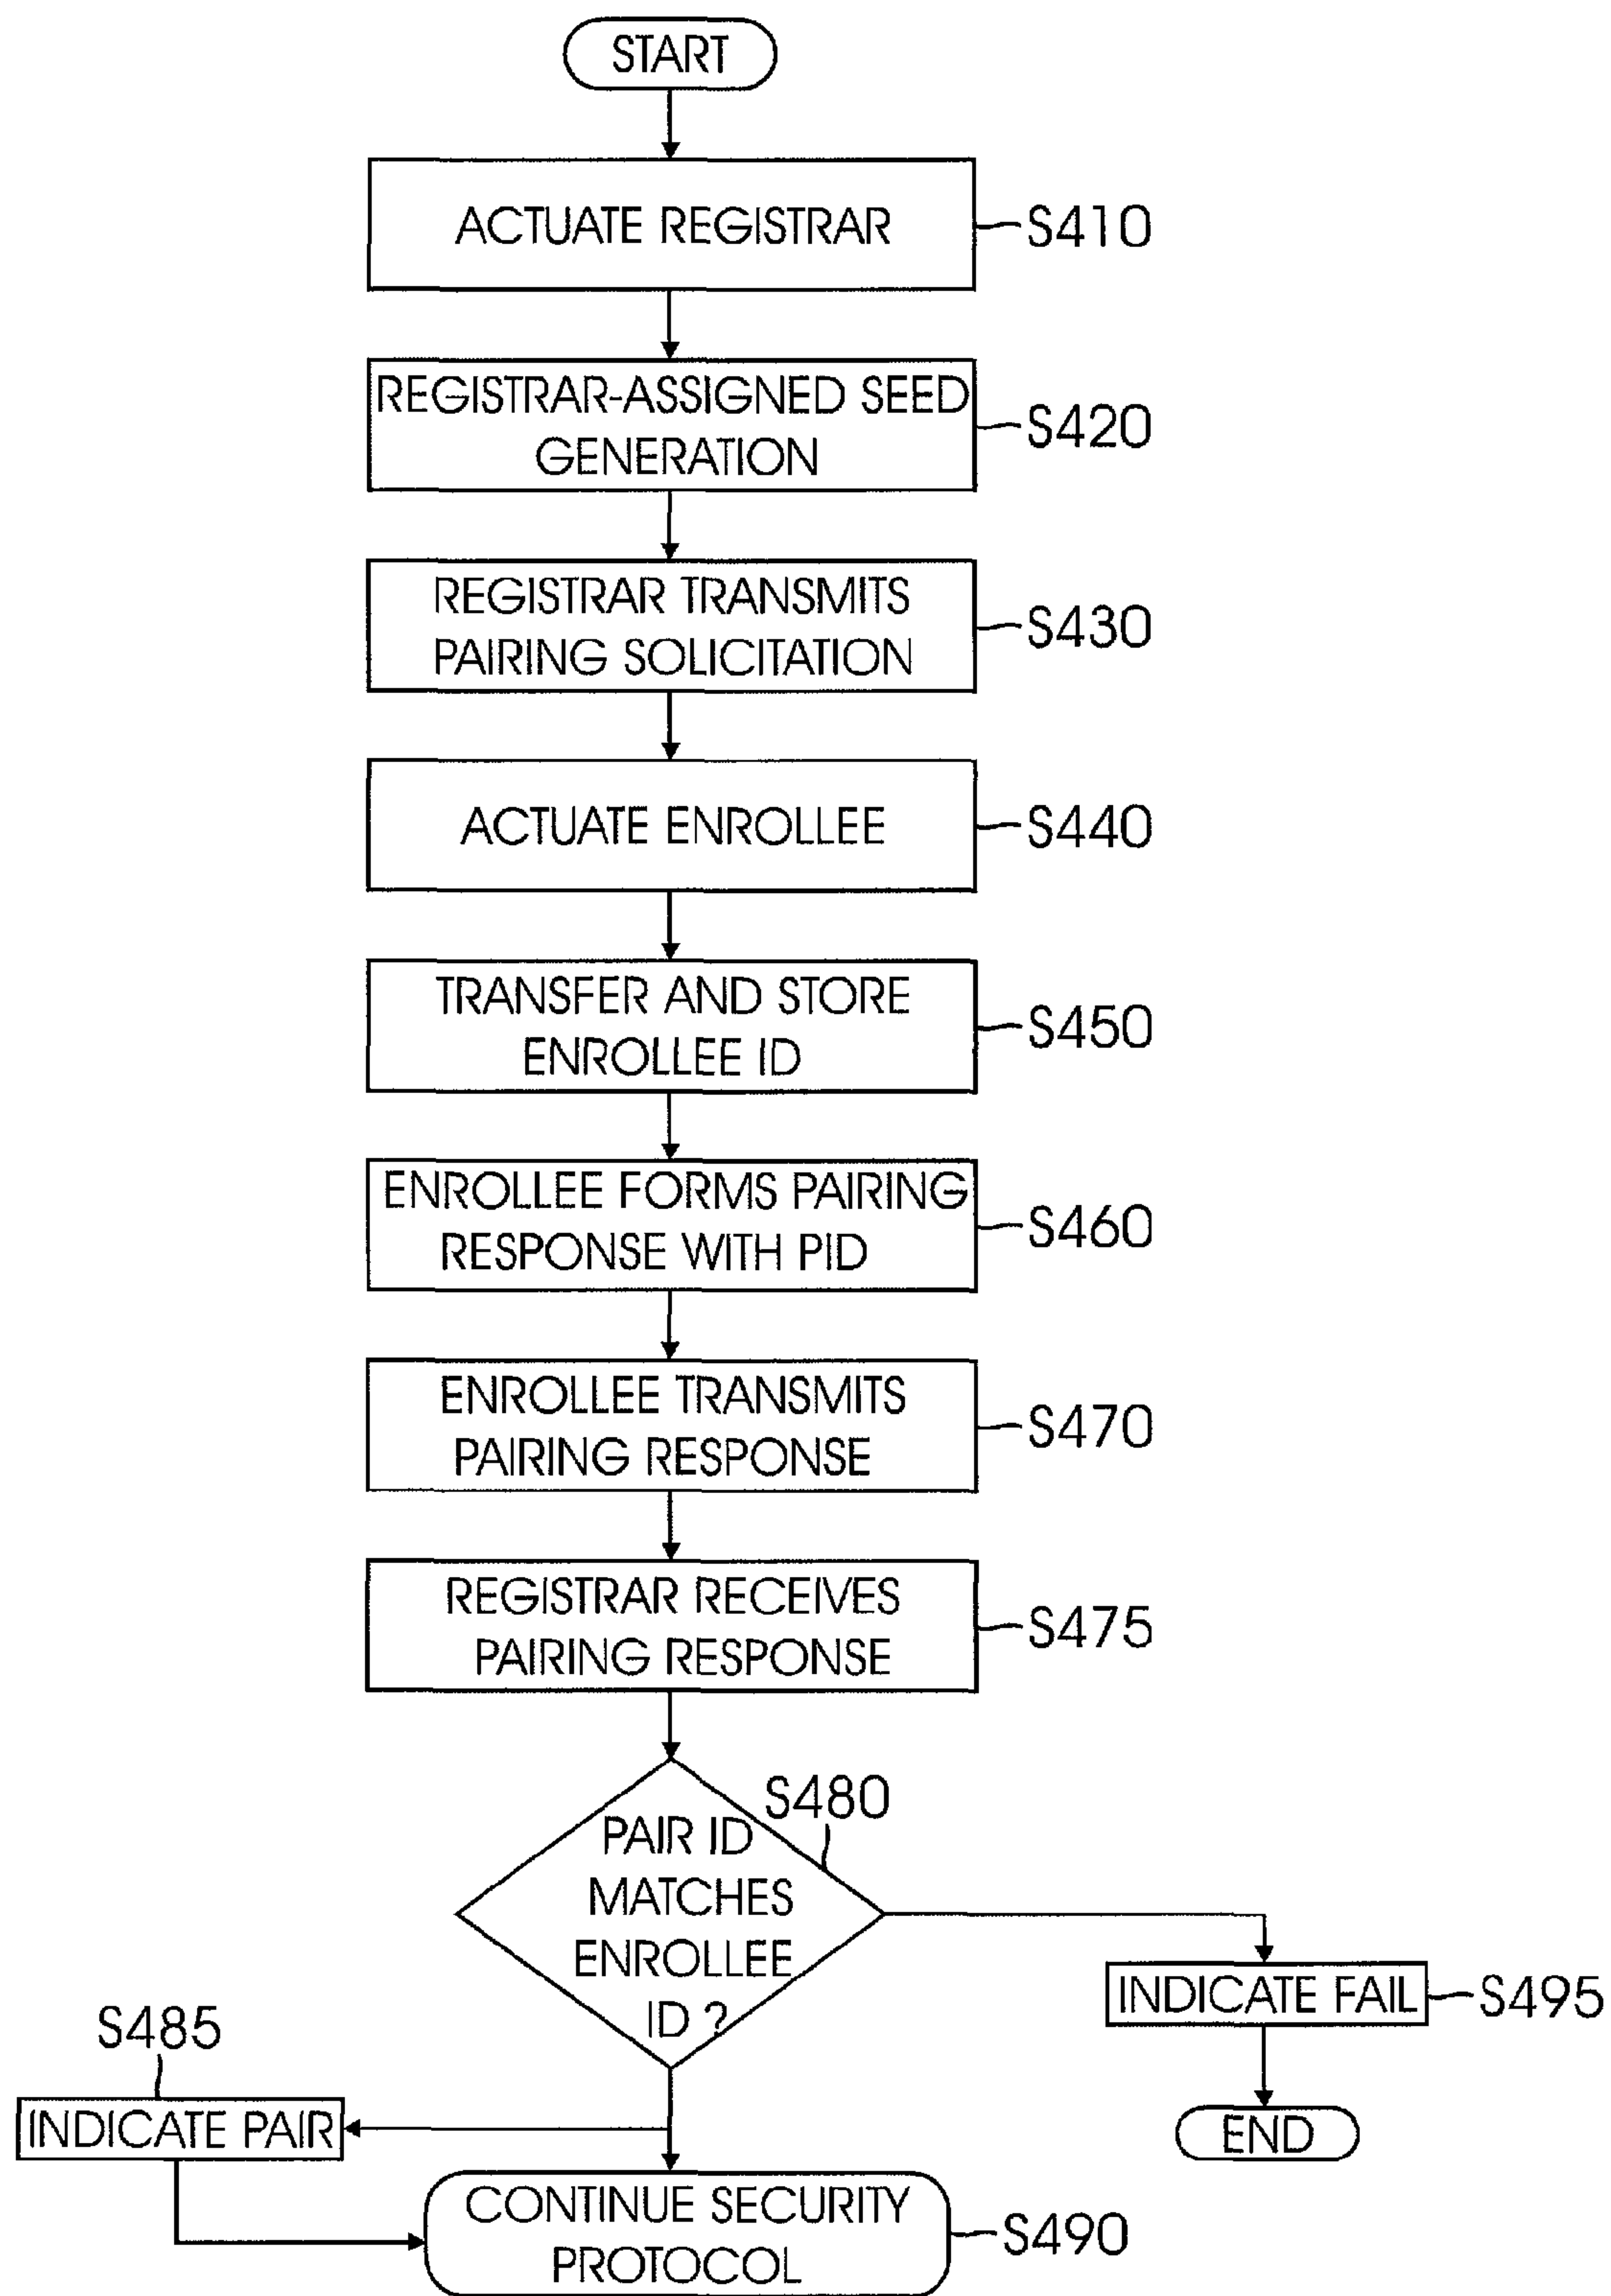 START
ACTUATE REGISTRAR
S410
REGISTRAR-ASSIGNED SEED
GENERATION
S420
REGISTRAR TRANSMITS
PAIRING SOLICITATION
S430
ACTUATE ENROLLEE
S440
TRANSFER AND STORE
ENROLLEE ID
S450
ENROLLEE FORMS PAIRING
RESPONSE WITH PID
S460
ENROLLEE TRANSMITS
PAIRING RESPONSE
S470
REGISTRAR RECEIVES
PAIRING RESPONSE
S475
S480
PAIR ID
MATCHES
ENROLLEE
ID ?
INDICATE FAIL
S495
END
S485
INDICATE PAIR
CONTINUE SECURITY
PROTOCOL
S490